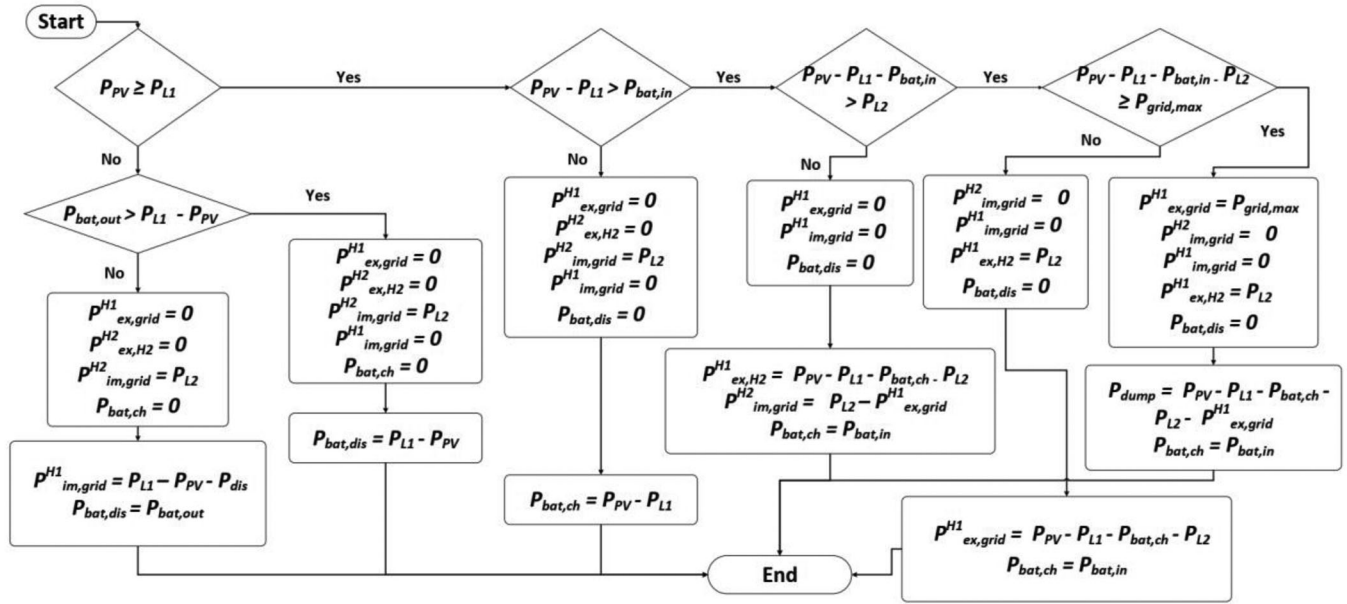 Start
P_PV ≥ P_L1
Yes
P_PV - P_L1 > P_bat,in
Yes
P_PV - P_L1 - P_bat,in
> P_L2
Yes
P_PV - P_L1 - P_bat,in - P_L2
≥ P_grid,max
No
No
No
No
Yes
P_bat,out > P_L1 - P_PV
Yes
No
P^H1_ex,grid = 0
P^H2_ex,H2 = 0
P^H2_im,grid = P_L2
P_bat,ch = 0
P^H1_im,grid = P_L1 – P_PV - P_dis
P_bat,dis = P_bat,out
P^H1_ex,grid = 0
P^H2_ex,H2 = 0
P^H2_im,grid = P_L2
P^H1_im,grid = 0
P_bat,ch = 0
P_bat,dis = P_L1 - P_PV
P^H1_ex,grid = 0
P^H2_ex,H2 = 0
P^H2_im,grid = P_L2
P^H1_im,grid = 0
P_bat,dis = 0
P_bat,ch = P_PV - P_L1
P^H1_ex,grid = 0
P^H1_im,grid = 0
P_bat,dis = 0
P^H1_ex,H2 = P_PV - P_L1 - P_bat,ch - P_L2
P^H2_im,grid = P_L2 – P^H1_ex,grid
P_bat,ch = P_bat,in
P^H2_im,grid = 0
P^H1_im,grid = 0
P^H1_ex,H2 = P_L2
P_bat,dis = 0
P^H1_ex,grid = P_PV - P_L1 - P_bat,ch - P_L2
P_bat,ch = P_bat,in
P^H1_ex,grid = P_grid,max
P^H2_im,grid = 0
P^H1_im,grid = 0
P^H1_ex,H2 = P_L2
P_bat,dis = 0
P_dump = P_PV - P_L1 - P_bat,ch -
P_L2 - P^H1_ex,grid
P_bat,ch = P_bat,in
End